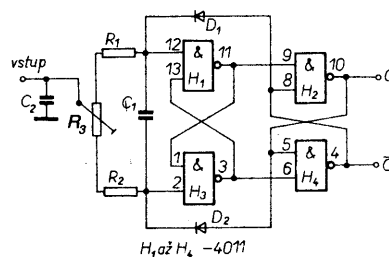 D₁
R₁ 12 & 11 9 & 10 Q
vstup 13 H₁ 8 H₂
C₂ R₃ C₁
1 & 3 5 & 4 Q̅
R₂ 2 H₃ 6 H₄
D₂
H₁ až H₄ -4011